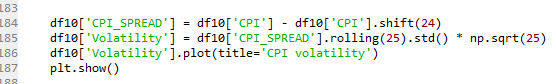 183
184 df10['CPI_SPREAD'] = df10['CPI'] - df10['CPI'].shift(24)
185 df10['Volatility'] = df10['CPI_SPREAD'].rolling(25).std() * np.sqrt(25)
186 df10['Volatility'].plot(title='CPI volatility')
187 plt.show()